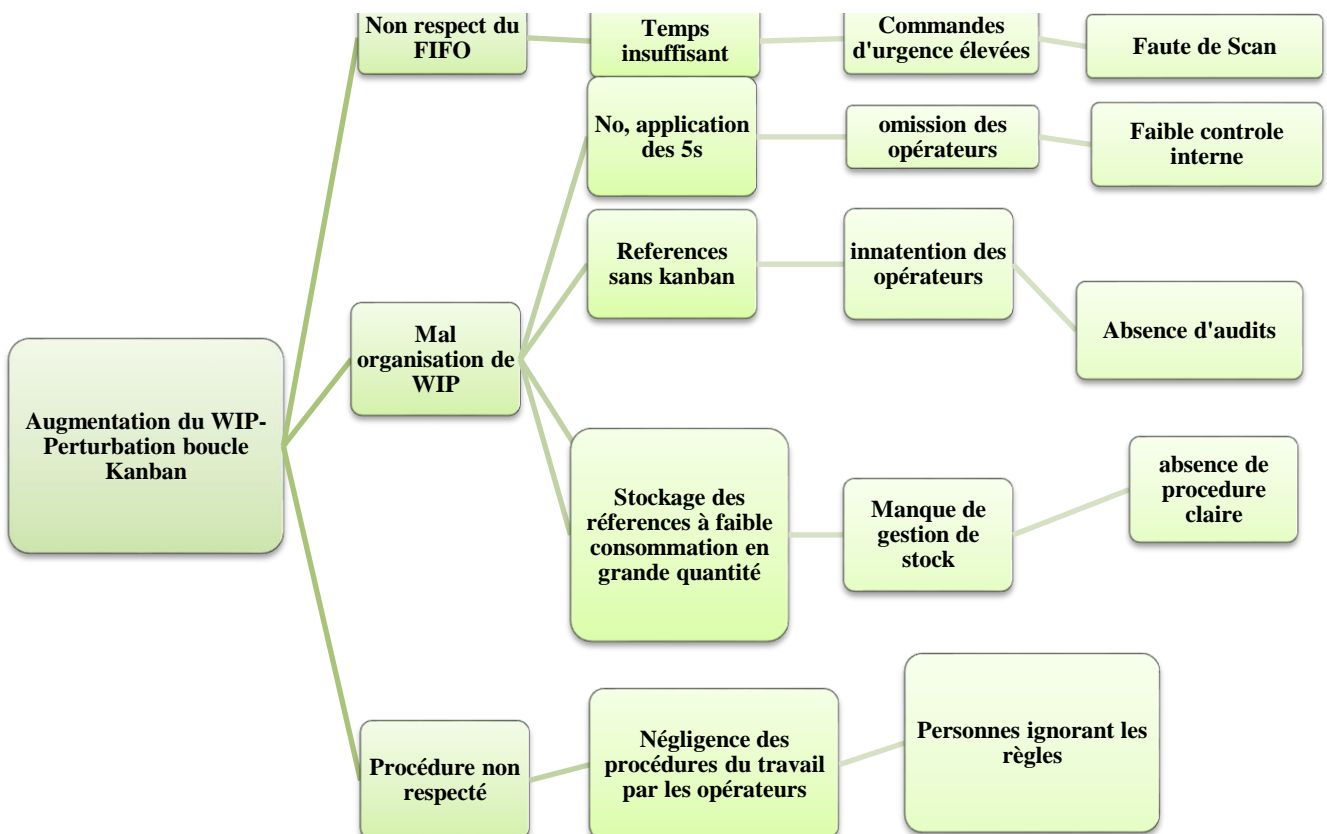 Non respect du
FIFO
Temps
insuffisant
Commandes
d'urgence élevées
Faute de Scan
No, application
des 5s
omission des
opérateurs
Faible controle
interne
References
sans kanban
innatention des
opérateurs
Absence d'audits
Mal
organisation de
WIP
Augmentation du WIP-
Perturbation boucle
Kanban
Stockage des
réferences à faible
consommation en
grande quantité
Manque de
gestion de
stock
absence de
procedure
claire
Procédure non
respecté
Négligence des
procédures du travail
par les opérateurs
Personnes ignorant les
règles